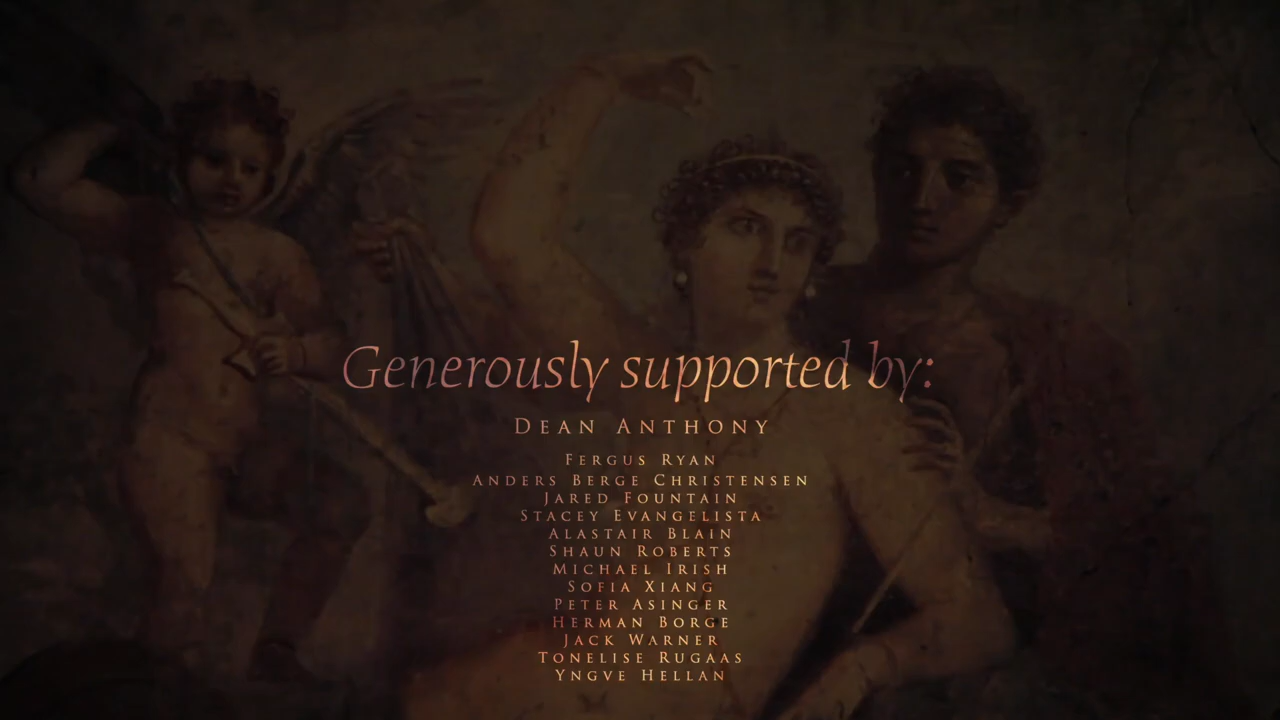 Generously supported by:
Dean Anthony
Fergus Ryan
Anders Berge Christensen
Jared Fountain
Stacey Evangelista
Alastair Blain
Shaun Roberts
Michael Irish
Sofia Xiang
Peter Asinger
Herman Borge
Jack Warner
Tonelise Rugaas
Yngve Hellan